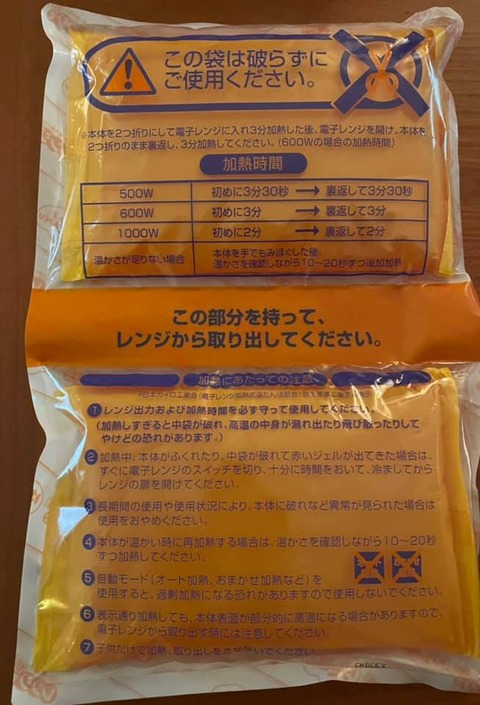 この袋は破らずに
ご使用ください。
※本体を2つ折りにして電子レンジに入れ3分加熱した後、電子レンジを開け、本体を
2つ折りのまま裏返し、3分加熱してください。(600Wの場合の加熱時間)
加熱時間
500W 初めに3分30秒 → 裏返して3分30秒
600W 初めに3分 → 裏返して3分
1000W 初めに2分 → 裏返して2分
温かさが足りない場合 本体を手でもみほぐした後、
温かさを確認しながら10〜20秒ずつ追加加熱
この部分を持って、
レンジから取り出してください。
加熱にあたっての注意
1 レンジ出力および加熱時間を必ず守って使用してください。
(加熱しすぎると中袋が破れ、高温の中身が漏れ出たり飛び散ったりして
やけどの恐れがあります。)
2 加熱中、本体がふくれたり、中袋が破れて赤いジェルが出てきた場合は、
すぐに電子レンジのスイッチを切り、十分に時間をおいて、冷ましてから
レンジの扉を開けてください。
3 長期間の使用や使用状況により、本体に破れなど異常が見られた場合は
使用をおやめください。
4 本体が温かい時に再加熱する場合は、温かさを確認しながら10〜20秒
ずつ加熱してください。
5 自動モード(オート加熱、おまかせ加熱など)を
使用すると、過剰加熱になる恐れがありますので使用しないでください。
6 表示通り加熱しても、本体表面が部分的に高温になる場合がありますので、
電子レンジから取り出す時には注意してください。
7 子供だけで加熱、取り出しをさせないでください。